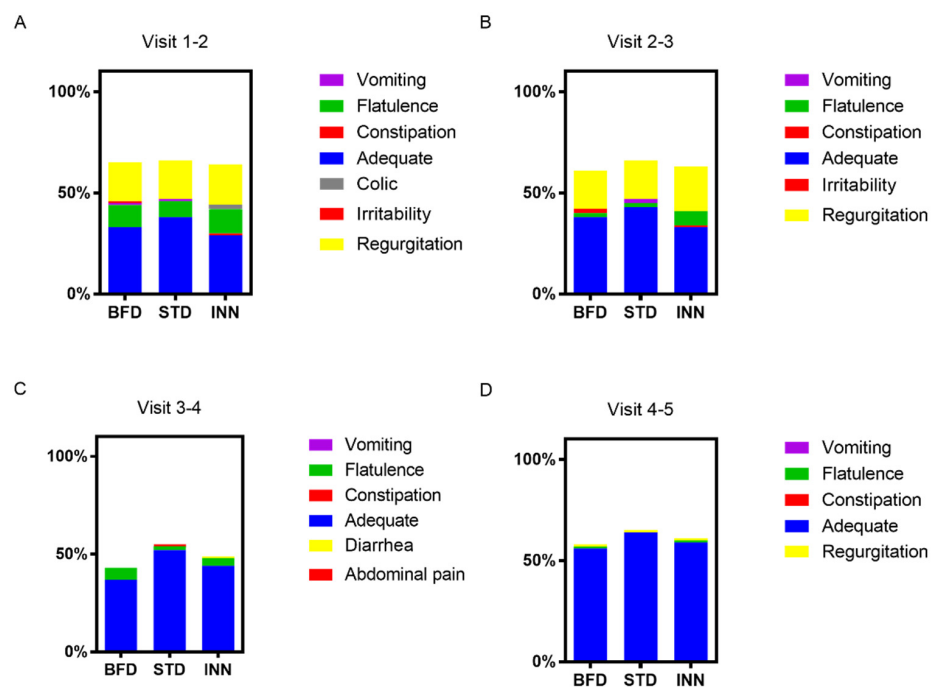 A
Visit 1-2
100%
50%
0%
BFD STD INN
Vomiting
Flatulence
Constipation
Adequate
Colic
Irritability
Regurgitation
B
Visit 2-3
100%
50%
0%
BFD STD INN
Vomiting
Flatulence
Constipation
Adequate
Irritability
Regurgitation
C
Visit 3-4
100%
50%
0%
BFD STD INN
Vomiting
Flatulence
Constipation
Adequate
Diarrhea
Abdominal pain
D
Visit 4-5
100%
50%
0%
BFD STD INN
Vomiting
Flatulence
Constipation
Adequate
Regurgitation